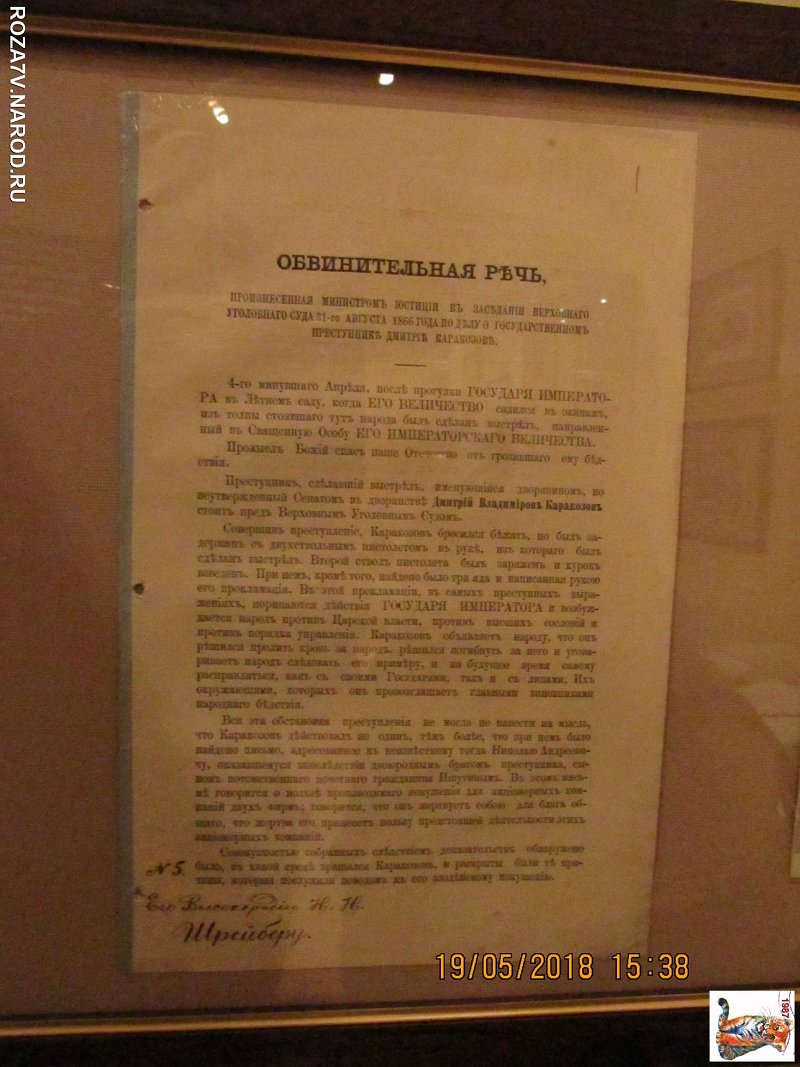 ROZA7V.NAROD.RU
ОБВИНИТЕЛЬНАЯ РѢЧЬ,
ПРОИЗНЕСЕННАЯ МИНИСТРОМЪ ЮСТИЦІИ ВЪ ЗАСѢДАНІИ ВЕРХОВНАГО
УГОЛОВНАГО СУДА 31-го АВГУСТА 1866 ГОДА ПО ДѢЛУ О ГОСУДАРСТВЕННОМЪ
ПРЕСТУПНИКѢ ДМИТРІѢ КАРАКОЗОВѢ.
4-го минувшаго Апрѣля, послѣ прогулки ГОСУДАРЯ ИМПЕРАТО-
РА въ Лѣтнемъ саду, когда ЕГО ВЕЛИЧЕСТВО садился въ экипажъ,
изъ толпы стоявшаго тутъ народа былъ сдѣланъ выстрѣлъ, направлен-
ный въ Священную Особу ЕГО ИМПЕРАТОРСКАГО ВЕЛИЧЕСТВА.
Промыслъ Божій спасъ наше Отечество отъ грозившаго ему бѣд-
ствія.
Преступникъ, сдѣлавшій выстрѣлъ, именующійся дворяниномъ, но
неутвержденный Сенатомъ въ дворянствѣ Дмитрій Владиміровъ Каракозовъ
стоитъ предъ Верховнымъ Уголовнымъ Судомъ.
Совершивъ преступленіе, Каракозовъ бросился бѣжать, но былъ за-
держанъ съ двухствольнымъ пистолетомъ въ рукѣ, изъ котораго былъ
сдѣланъ выстрѣлъ. Второй стволъ пистолета былъ заряженъ и курокъ
взведенъ. При немъ, кромѣ того, найдено было три яда и написанная рукою
его прокламація. Въ этой прокламаціи, въ самыхъ преступныхъ выра-
женіяхъ, порицаются дѣйствія ГОСУДАРЯ ИМПЕРАТОРА и возбуж-
дается народъ противъ Царской власти, противъ высшихъ сословій и
противъ порядка управленія. Каракозовъ объявляетъ народу, что онъ
рѣшился пролить кровь за народъ, рѣшился погибнуть за него и угова-
риваетъ народъ слѣдовать его примѣру, и на будущее время самому
расправляться, какъ съ своими Государями, такъ и съ лицами, Ихъ
окружающими, которыхъ онъ провозглашаетъ главными виновниками
народнаго бѣдствія.
Вся эта обстановка преступленія не могла не навести на мысль,
что Каракозовъ дѣйствовалъ не одинъ, тѣмъ болѣе, что при немъ было
найдено письмо, адресованное къ неизвѣстному тогда Николаю Андрееви-
чу, оказавшемуся впослѣдствіи двоюроднымъ братомъ преступника, сы-
номъ потомственнаго почетнаго гражданина Ишутинымъ. Въ этомъ пись-
мѣ говорится о пользѣ производимаго покушенія для акціонерныхъ ком-
паній двухъ фирмъ; говорится, что онъ жертвуетъ собою для блага об-
щаго, что жертва его принесетъ пользу предстоящей дѣятельности этихъ
акціонерныхъ компаній.
Совокупностью собранныхъ слѣдствіемъ доказательствъ обнаружено
было, въ какой средѣ вращался Каракозовъ, и раскрыты были тѣ при-
чины, которыя послужили поводомъ къ его злодѣйскому покушенію.
№ 5.
Его Высокородію Н. Н.
Шрейберу.
19/05/2018 15:38
1987